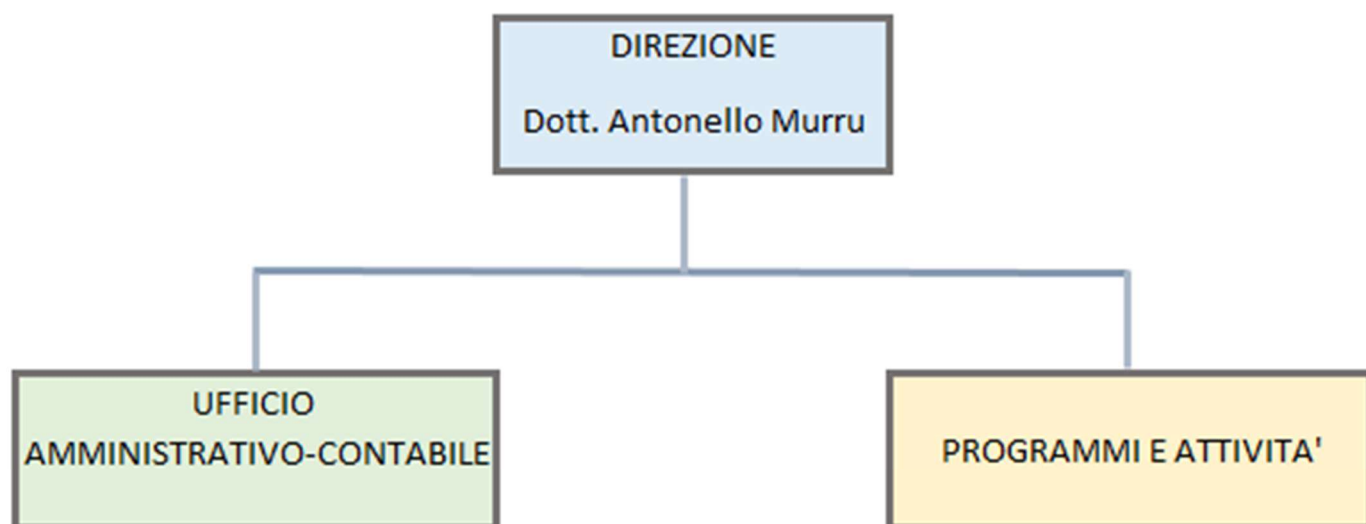 DIREZIONE
Dott. Antonello Murru
UFFICIO
AMMINISTRATIVO-CONTABILE
PROGRAMMI E ATTIVITA'